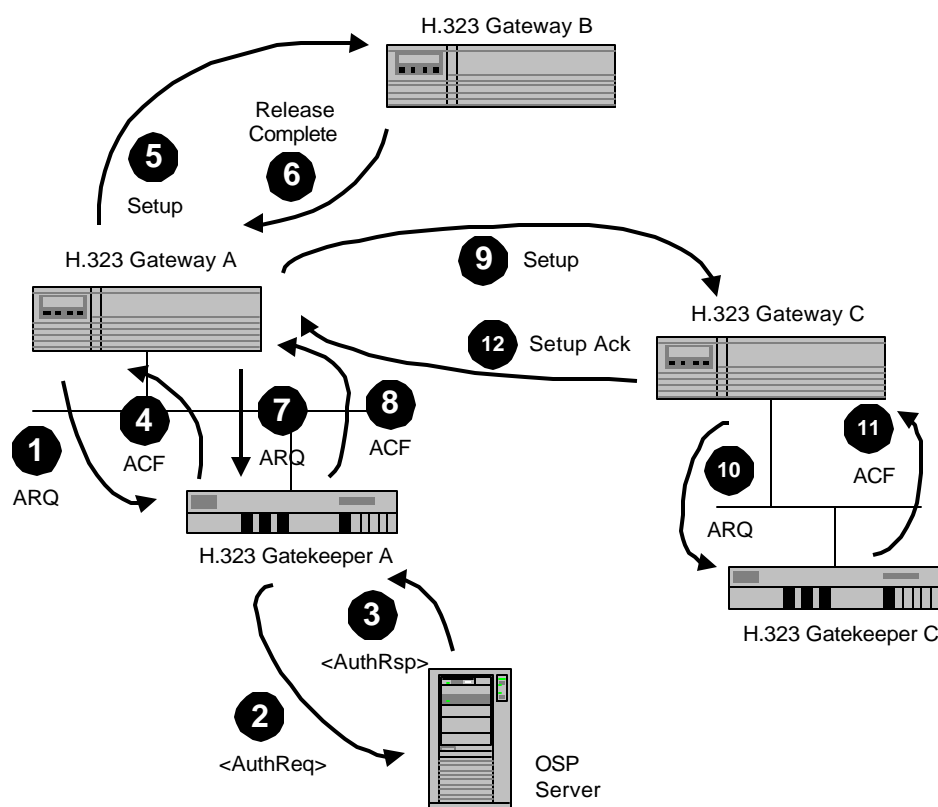 H.323 Gateway B
Release
Complete
5
6
Setup
H.323 Gateway A
9
Setup
H.323 Gateway C
12
Setup Ack
1
4
7
8
ARQ
ACF
ARQ
ACF
10
11
ARQ
ACF
H.323 Gatekeeper A
H.323 Gatekeeper C
3
<AuthRsp>
2
<AuthReq>
OSP
Server